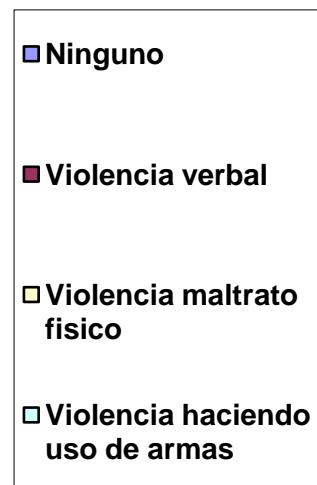 Ninguno
Violencia verbal
Violencia maltrato
fisico
Violencia haciendo
uso de armas